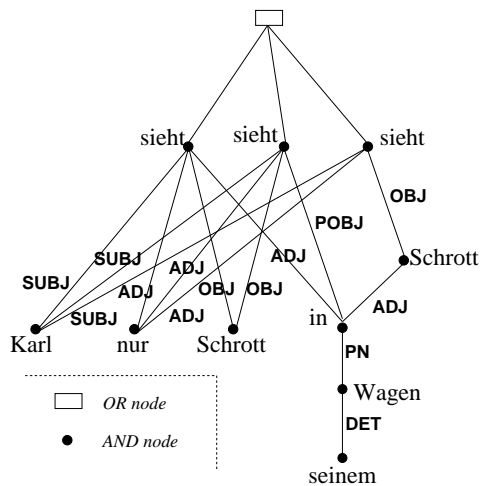 sieht sieht sieht
OBJ
POBJ
SUBJ ADJ ADJ Schrott
SUBJ ADJ OBJ OBJ ADJ
SUBJ ADJ in
Karl nur Schrott
PN
Wagen
OR node
DET
AND node
seinem